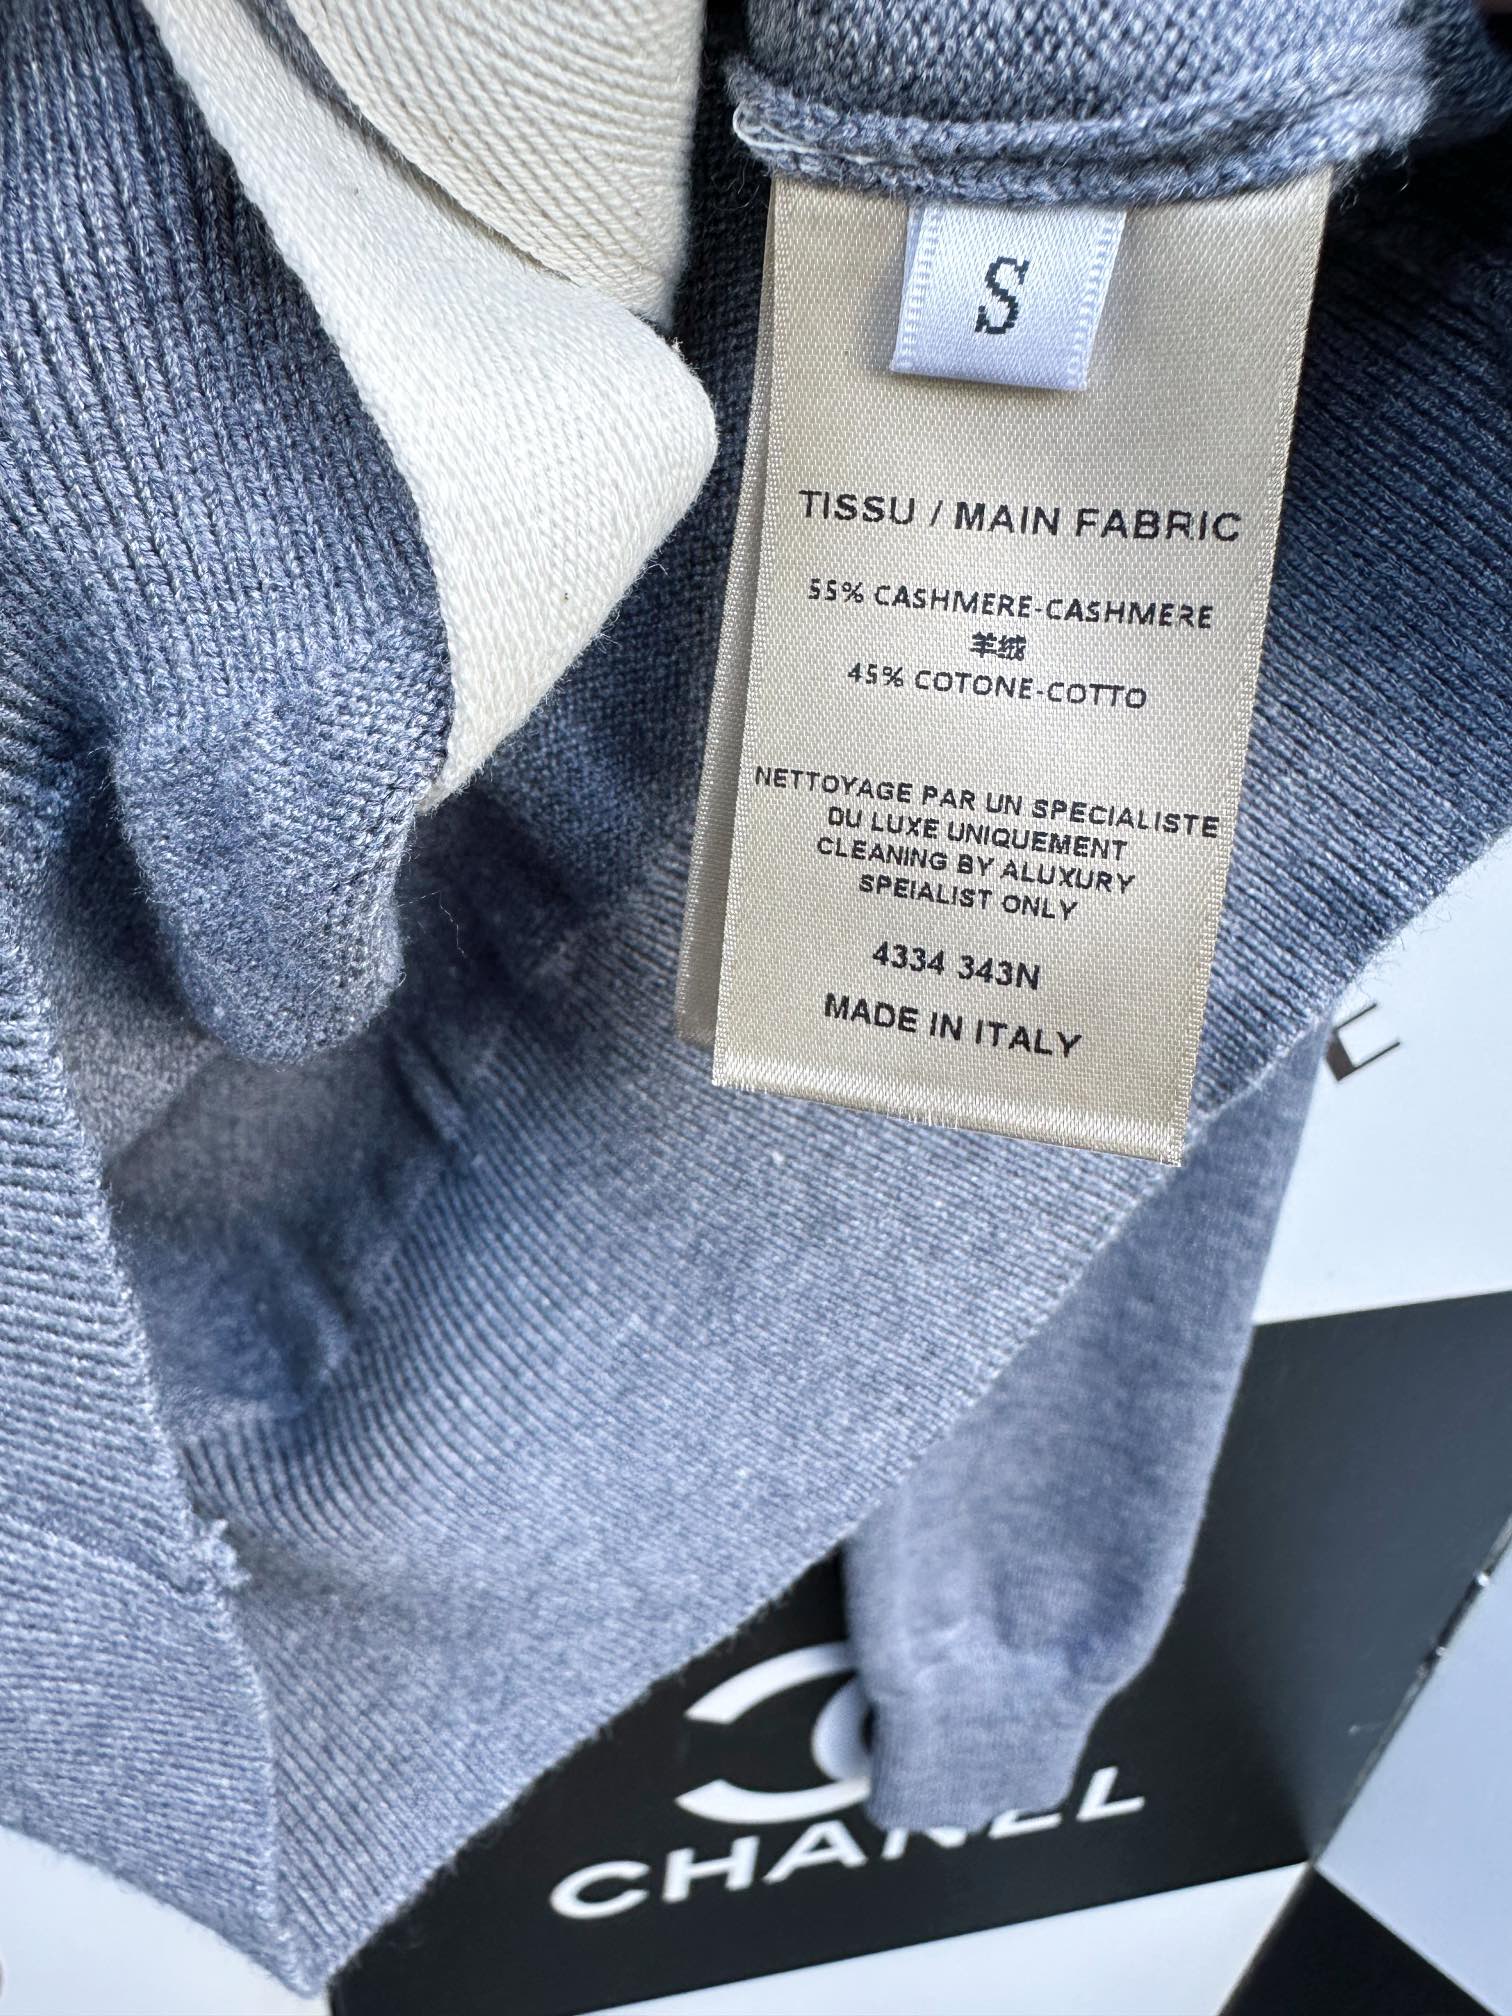 S
TISSU / MAIN FABRIC
55% CASHMERE-CASHMERE
羊绒
45% COTONE-COTTO
NETTOYAGE PAR UN SPECIALISTE
DU LUXE UNIQUEMENT
CLEANING BY ALUXURY
SPEIALIST ONLY
4334 343N
MADE IN ITALY
CHANEL